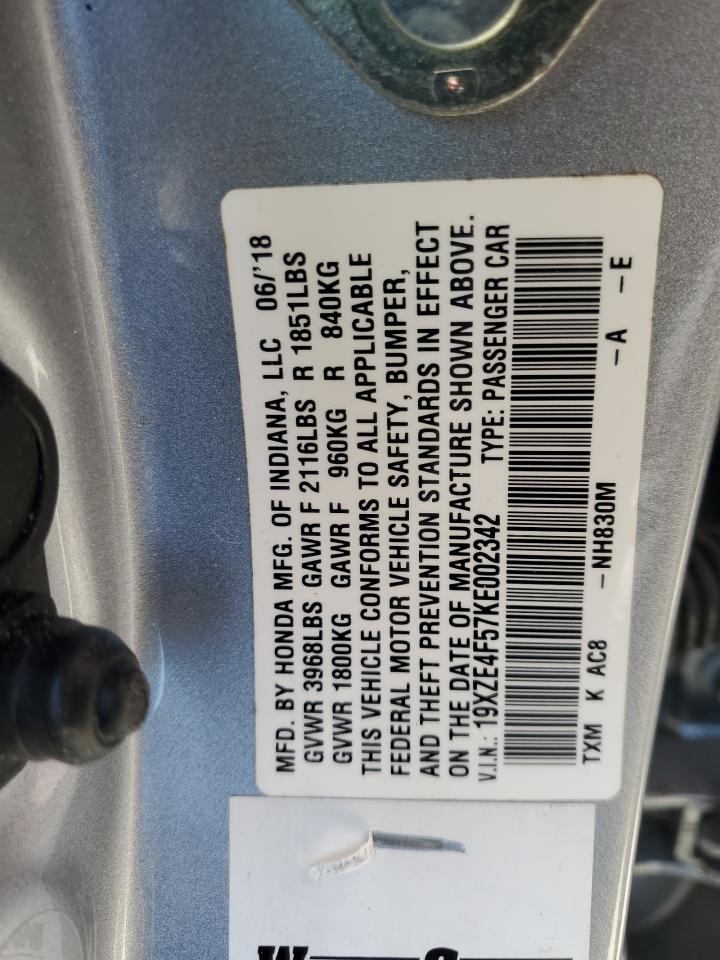 MFD. BY HONDA MFG. OF INDIANA, LLC 06/'18
GVWR 3968LBS GAWR F 2116LBS R 1851LBS
GVWR 1800KG GAWR F 960KG R 840KG
THIS VEHICLE CONFORMS TO ALL APPLICABLE
FEDERAL MOTOR VEHICLE SAFETY, BUMPER,
AND THEFT PREVENTION STANDARDS IN EFFECT
ON THE DATE OF MANUFACTURE SHOWN ABOVE.
V.I.N.: 19XZE4F57KE002342 TYPE: PASSENGER CAR
TXM K AC8 -NH830M -A -E